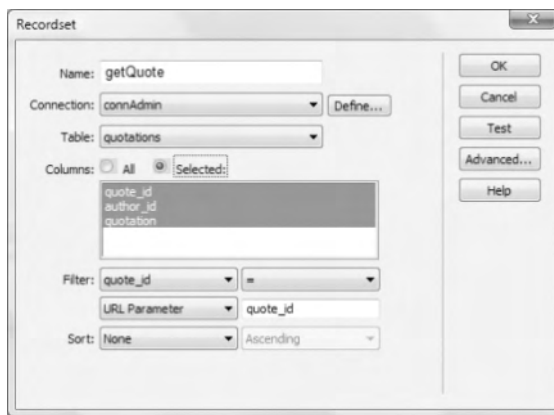 Recordset
Name: getQuote
OK
Connection: connAdmin Define...
Cancel
Table: quotations
Test
Columns: All Selected:
Advanced...
quote_id
Help
author_id
quotation
Filter: quote_id =
URL Parameter quote_id
Sort: None Ascending